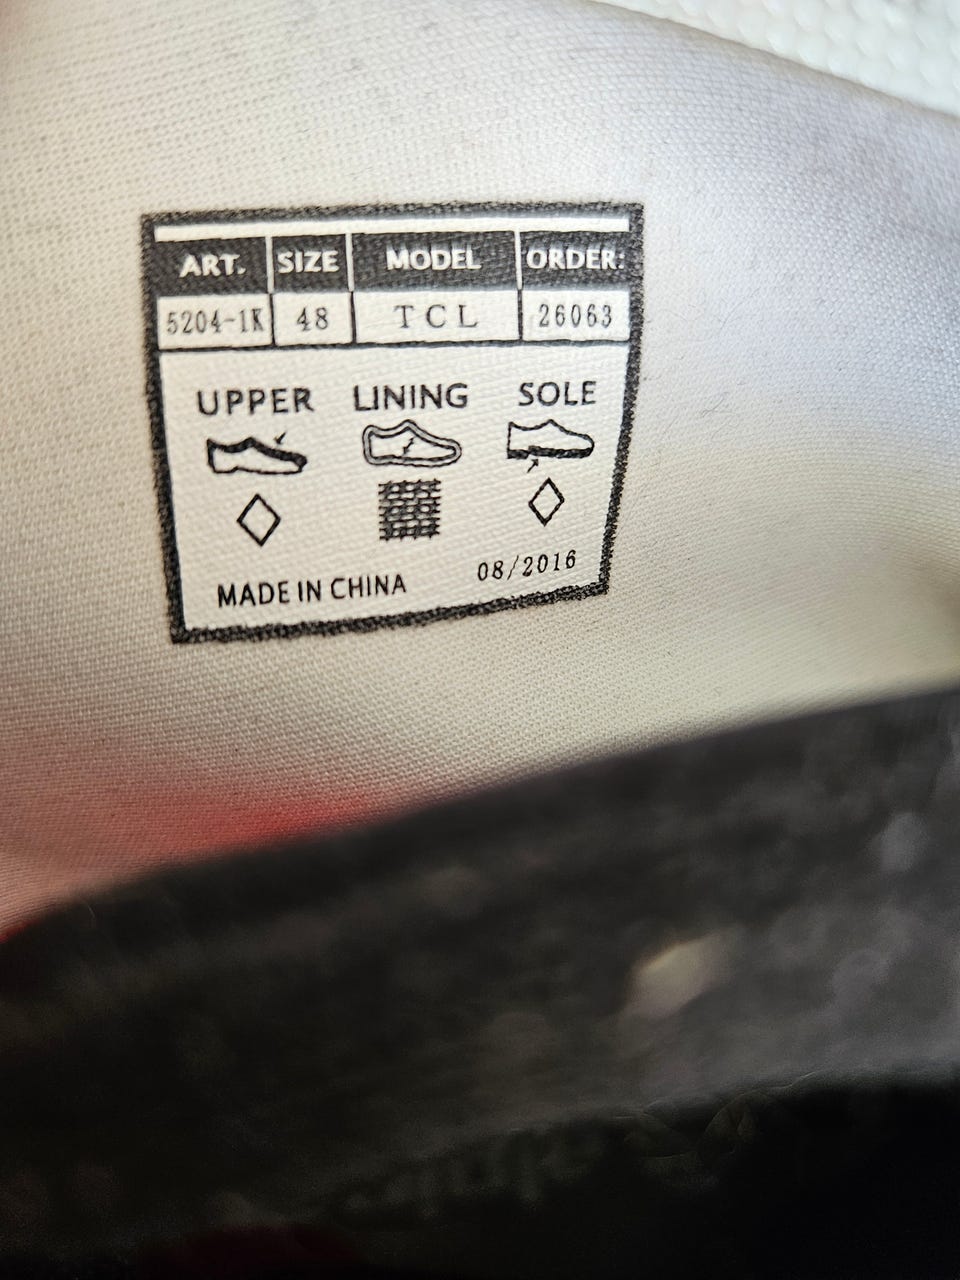 ART. SIZE MODEL ORDER:
5204-1K 48 TCL 26063
UPPER LINING SOLE
MADE IN CHINA 08/2016